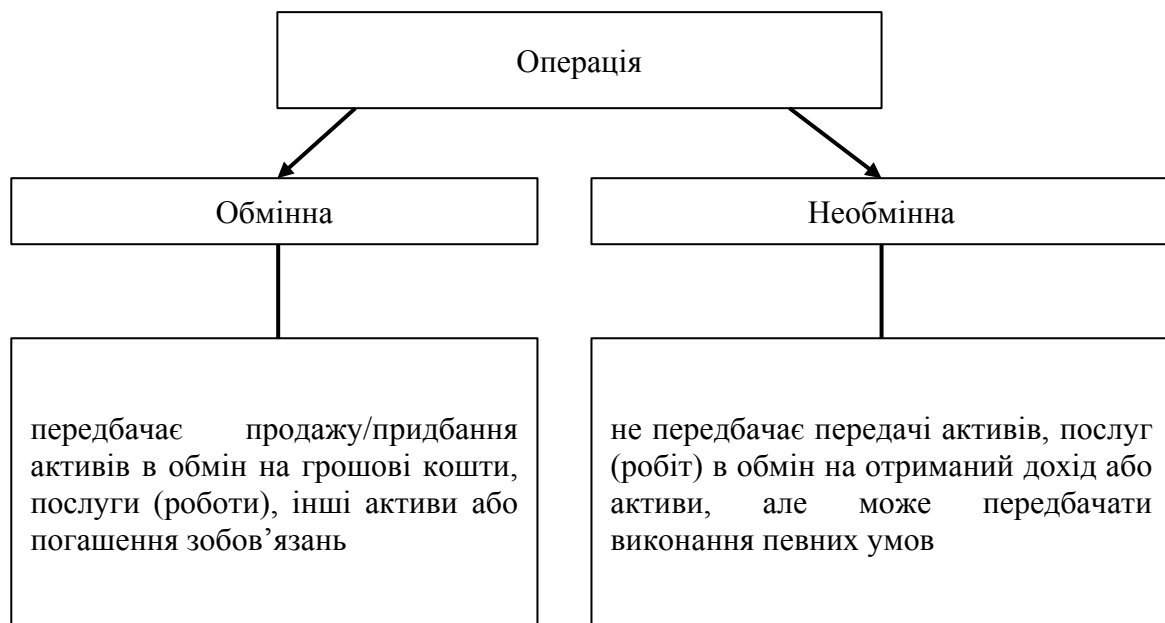 Операція
Обмінна
Необмінна
передбачає продажу/придбання
активів в обмін на грошові кошти,
послуги (роботи), інші активи або
погашення зобов’язань
не передбачає передачі активів, послуг
(робіт) в обмін на отриманий дохід або
активи, але може передбачати
виконання певних умов